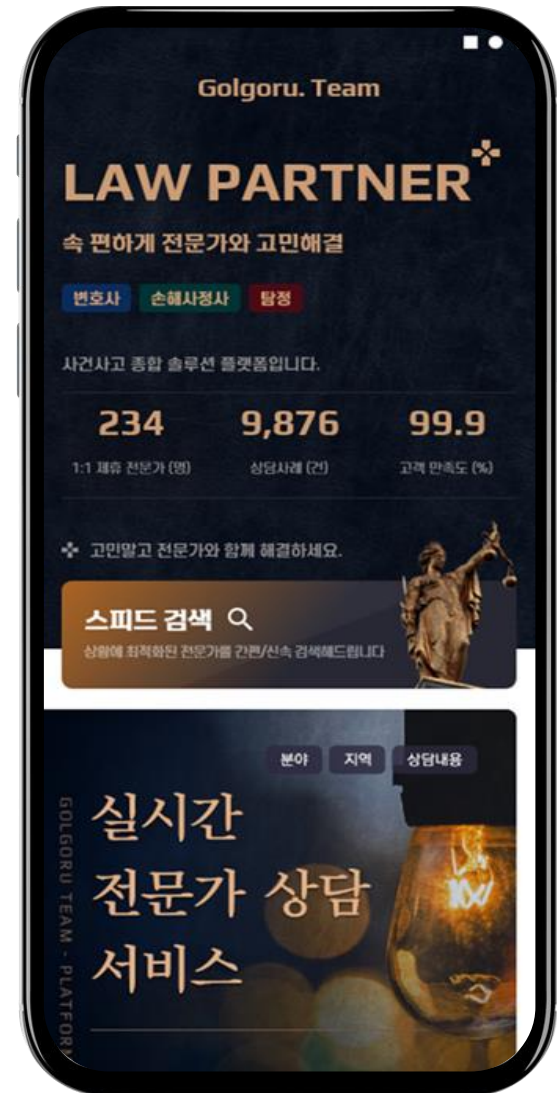 Golgoru. Team
LAW PARTNER
속 편하게 전문가와 고민해결
변호사 손해사정사 탐정
사건사고 종합 솔루션 플랫폼입니다.
234 9,876 99.9
1:1 제휴 전문가 (명) 상담사례 (건) 고객 만족도 (%)
고민말고 전문가와 함께 해결하세요.
스피드 검색
상황에 최적화된 전문가를 간편/신속 검색해드립니다
분야 지역 상담내용
실시간
전문가 상담
서비스
GOLGORU TEAM - PLATFORM